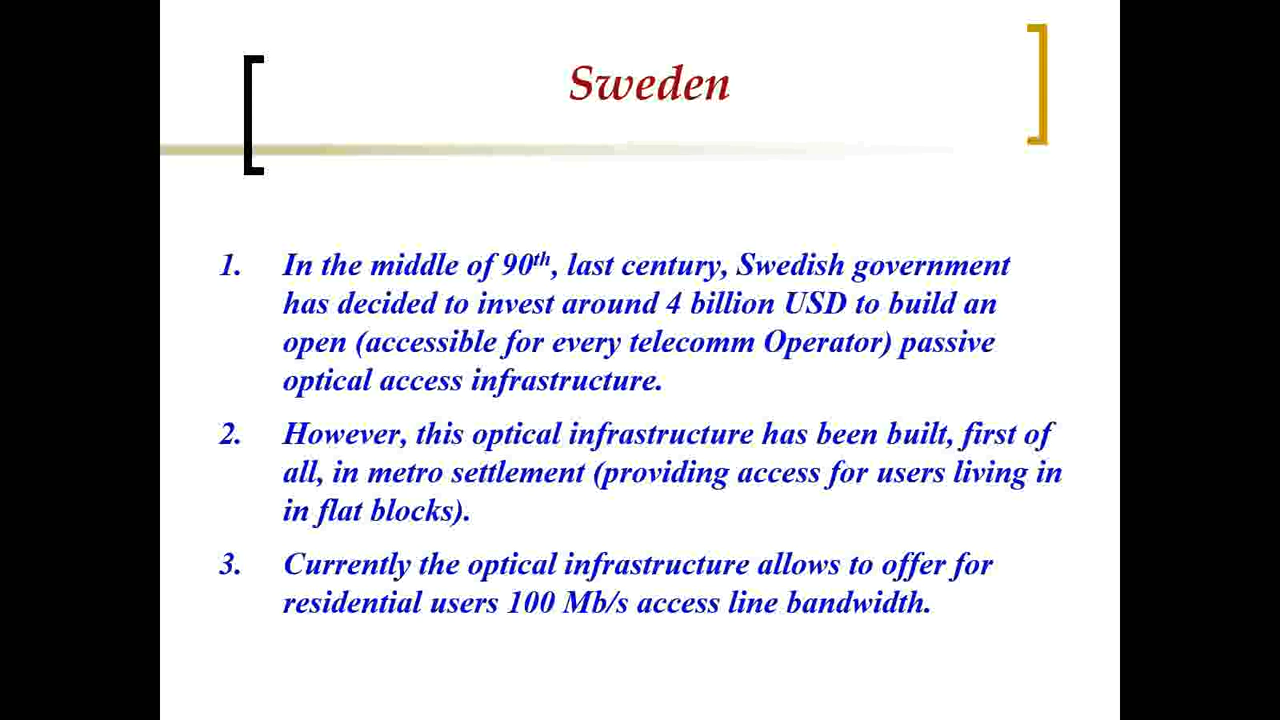 Sweden
1. In the middle of 90th, last century, Swedish government
has decided to invest around 4 billion USD to build an
open (accessible for every telecomm Operator) passive
optical access infrastructure.
2. However, this optical infrastructure has been built, first of
all, in metro settlement (providing access for users living in
in flat blocks).
3. Currently the optical infrastructure allows to offer for
residential users 100 Mb/s access line bandwidth.